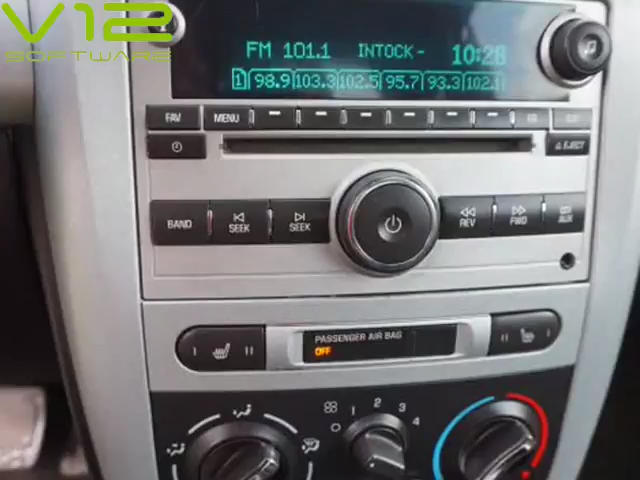 V12
SOFTWARE
FM 101.1 INTOCK- 10:28
1 98.9 103.3 102.5 95.7 93.3 102.1
FAV MENU
EJECT
BAND SEEK SEEK REV FWD AUX
PASSENGER AIR BAG
OFF
I II II I
1 2 3 4